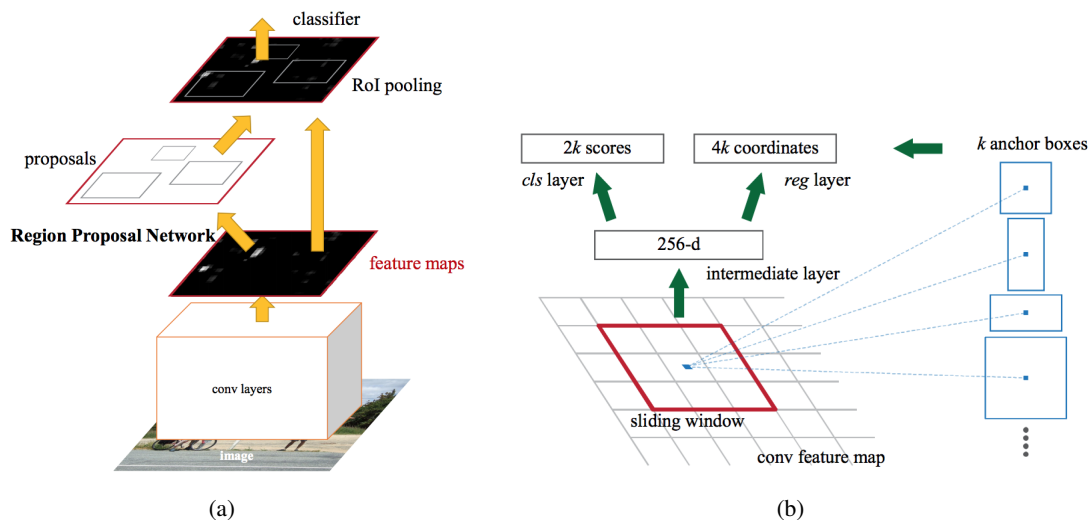 classifier
RoI pooling
proposals
Region Proposal Network
feature maps
conv layers
image
(a)
2k scores
4k coordinates
k anchor boxes
cls layer
reg layer
256-d
intermediate layer
sliding window
conv feature map
(b)